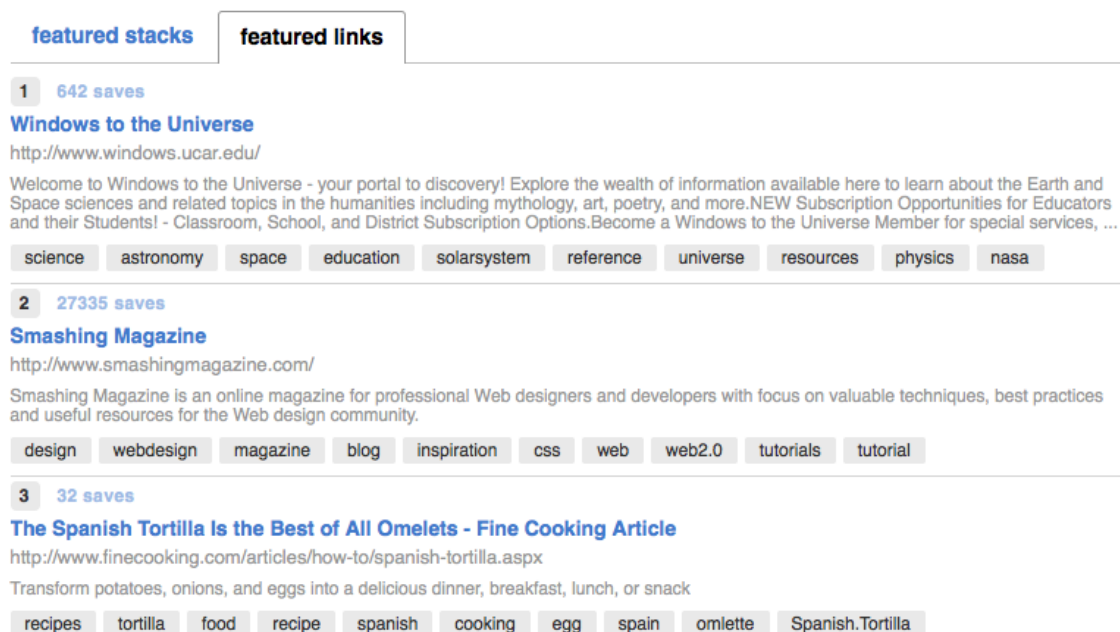 featured stacks featured links
1 642 saves
Windows to the Universe
http://www.windows.ucar.edu/
Welcome to Windows to the Universe - your portal to discovery! Explore the wealth of information available here to learn about the Earth and
Space sciences and related topics in the humanities including mythology, art, poetry, and more.NEW Subscription Opportunities for Educators
and their Students! - Classroom, School, and District Subscription Options.Become a Windows to the Universe Member for special services, ...
science astronomy space education solarsystem reference universe resources physics nasa
2 27335 saves
Smashing Magazine
http://www.smashingmagazine.com/
Smashing Magazine is an online magazine for professional Web designers and developers with focus on valuable techniques, best practices
and useful resources for the Web design community.
design webdesign magazine blog inspiration css web web2.0 tutorials tutorial
3 32 saves
The Spanish Tortilla Is the Best of All Omelets - Fine Cooking Article
http://www.finecooking.com/articles/how-to/spanish-tortilla.aspx
Transform potatoes, onions, and eggs into a delicious dinner, breakfast, lunch, or snack
recipes tortilla food recipe spanish cooking egg spain omlette Spanish.Tortilla